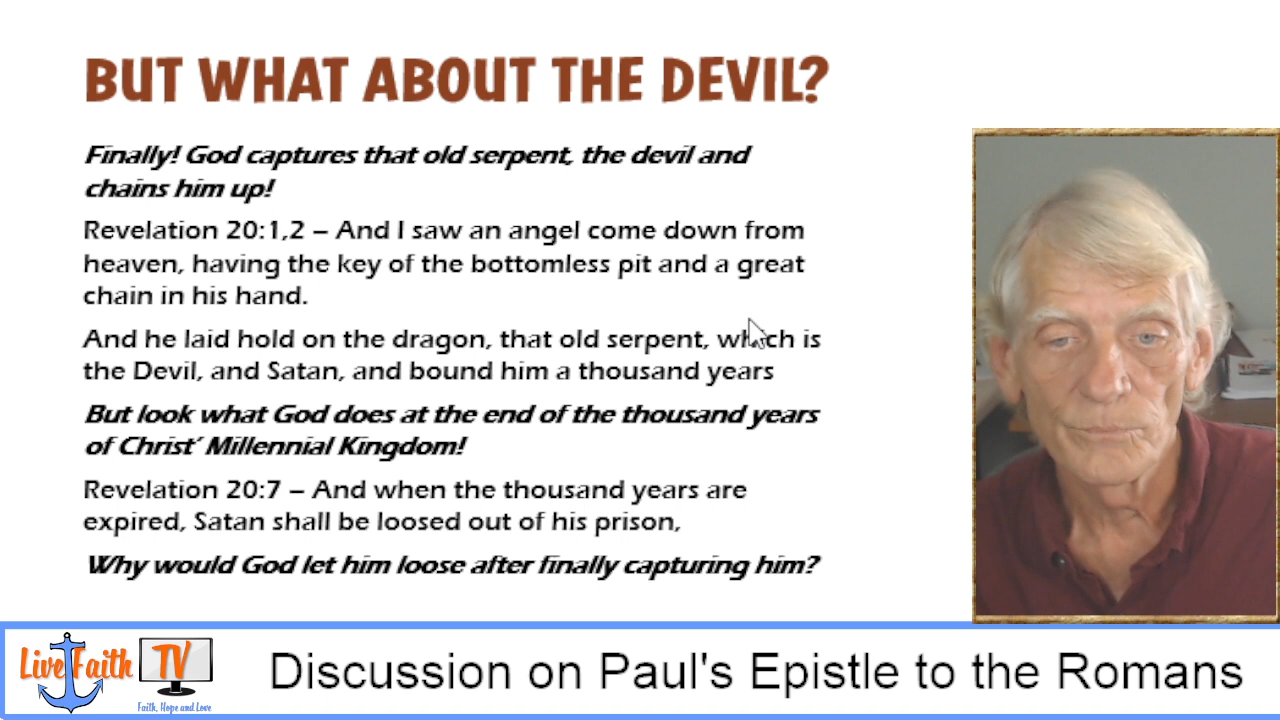 BUT WHAT ABOUT THE DEVIL?
Finally! God captures that old serpent, the devil and
chains him up!
Revelation 20:1,2 – And I saw an angel come down from
heaven, having the key of the bottomless pit and a great
chain in his hand.
And he laid hold on the dragon, that old serpent, which is
the Devil, and Satan, and bound him a thousand years
But look what God does at the end of the thousand years
of Christ’ Millennial Kingdom!
Revelation 20:7 – And when the thousand years are
expired, Satan shall be loosed out of his prison,
Why would God let him loose after finally capturing him?
Live Faith TV
Faith, Hope and Love
Discussion on Paul's Epistle to the Romans